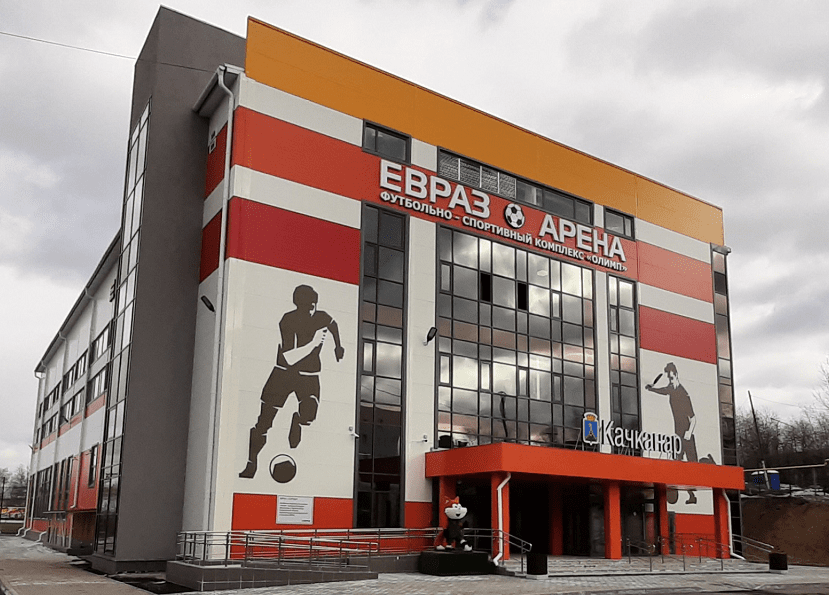 ЕВРАЗ АРЕНА
ФУТБОЛЬНО - СПОРТИВНЫЙ КОМПЛЕКС «ОЛИМП»
Качканар